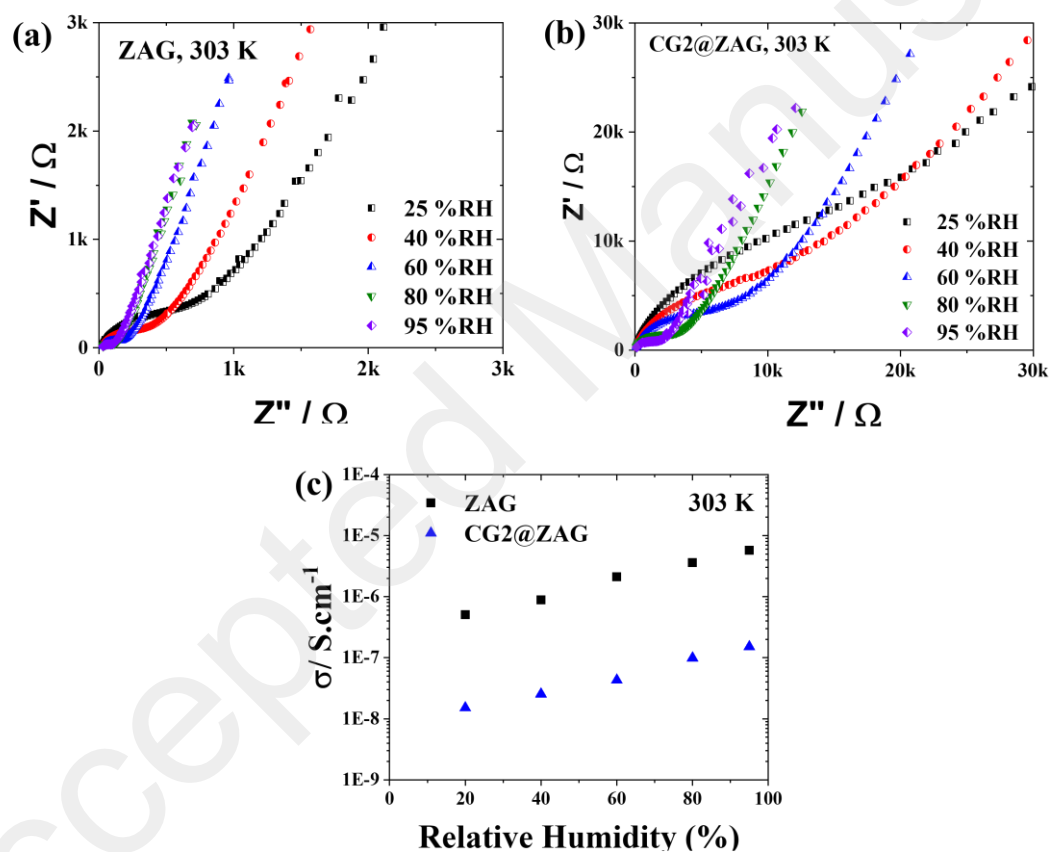 (a)
ZAG, 303 K
3k
2k
1k
0
Z' / Ω
25 %RH
40 %RH
60 %RH
80 %RH
95 %RH
0 1k 2k 3k
Z'' / Ω
(b)
CG2@ZAG, 303 K
30k
20k
10k
0
Z' / Ω
25 %RH
40 %RH
60 %RH
80 %RH
95 %RH
0 10k 20k 30k
Z'' / Ω
(c)
ZAG
CG2@ZAG
303 K
1E-4
1E-5
1E-6
1E-7
1E-8
1E-9
σ/ S.cm-1
0 20 40 60 80 100
Relative Humidity (%)
ccepted Manus